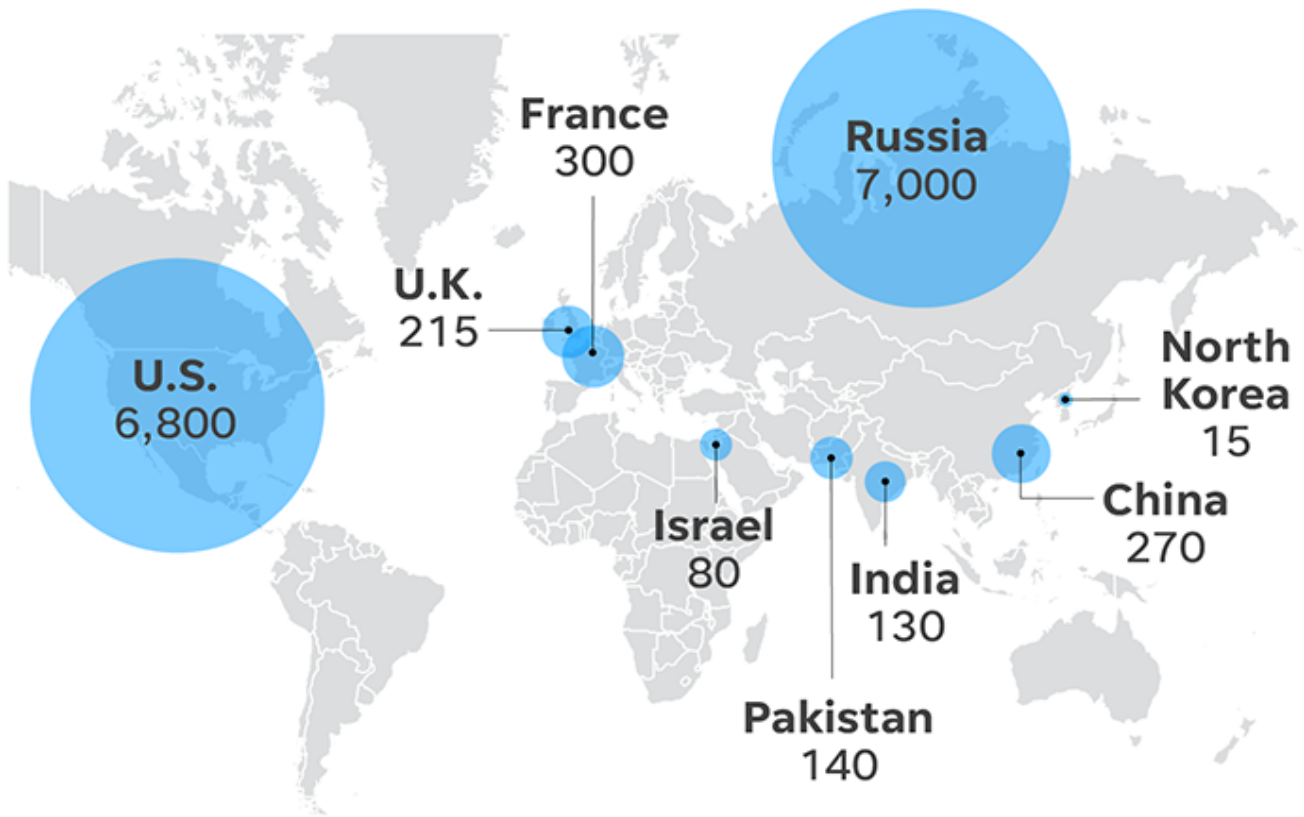 France
300
Russia
7,000
U.K.
215
U.S.
6,800
North
Korea
15
China
270
Israel
80
India
130
Pakistan
140